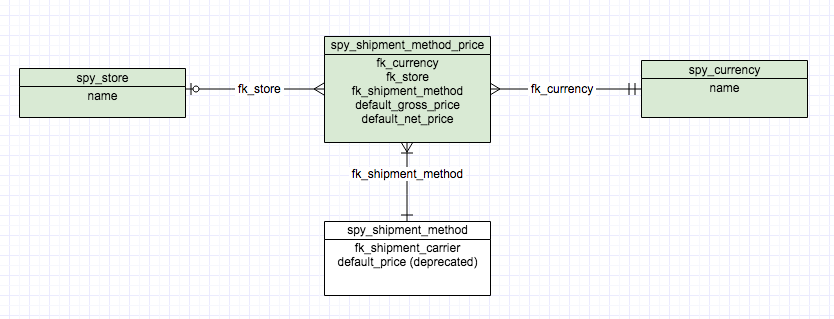 spy_shipment_method_price
fk_currency
fk_store
fk_shipment_method
default_gross_price
default_net_price
spy_store
name
fk_store
fk_currency
spy_currency
name
fk_shipment_method
spy_shipment_method
fk_shipment_carrier
default_price (deprecated)